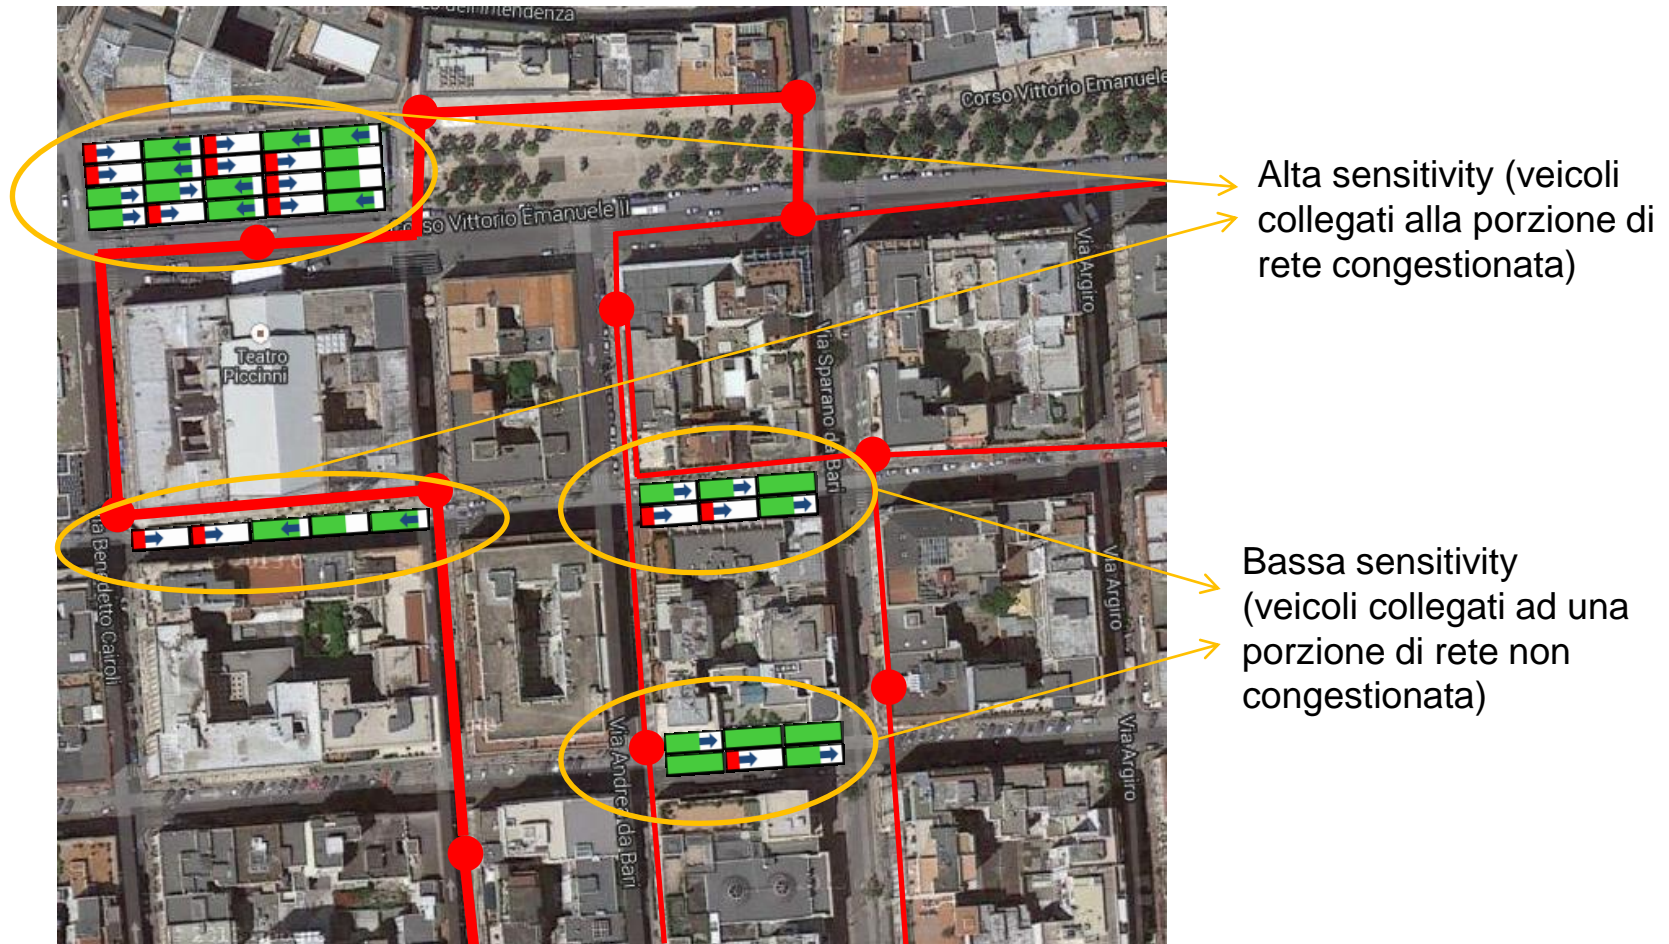 dell'Intendenza
Corso Vittorio Emanuele
Alta sensitivity (veicoli
collegati alla porzione di
rete congestionata)
Corso Vittorio Emanuele II
Via Argiro
Teatro
Piccinni
Via Sparano da Bari
Via Benedetto Cairoli
Via Argiro
Bassa sensitivity
(veicoli collegati ad una
porzione di rete non
congestionata)
Via Andrea da Bari
Via Argiro